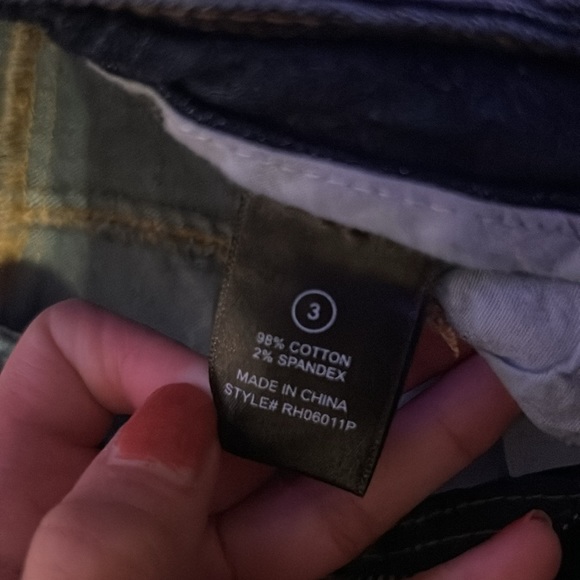 3
98% COTTON
2% SPANDEX
MADE IN CHINA
STYLE# RH06011P